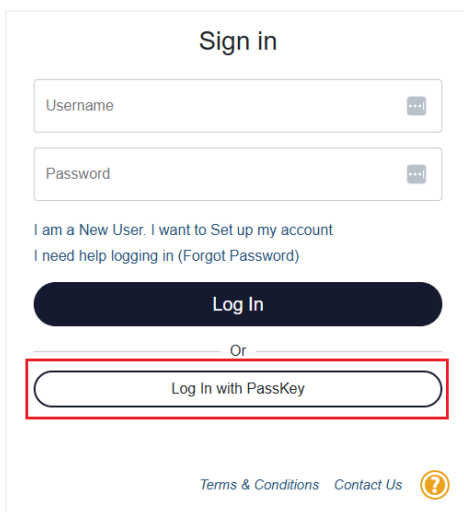 Sign in
Username
Password
I am a New User. I want to Set up my account
I need help logging in (Forgot Password)
Log In
Or
Log In with PassKey
Terms & Conditions Contact Us ?